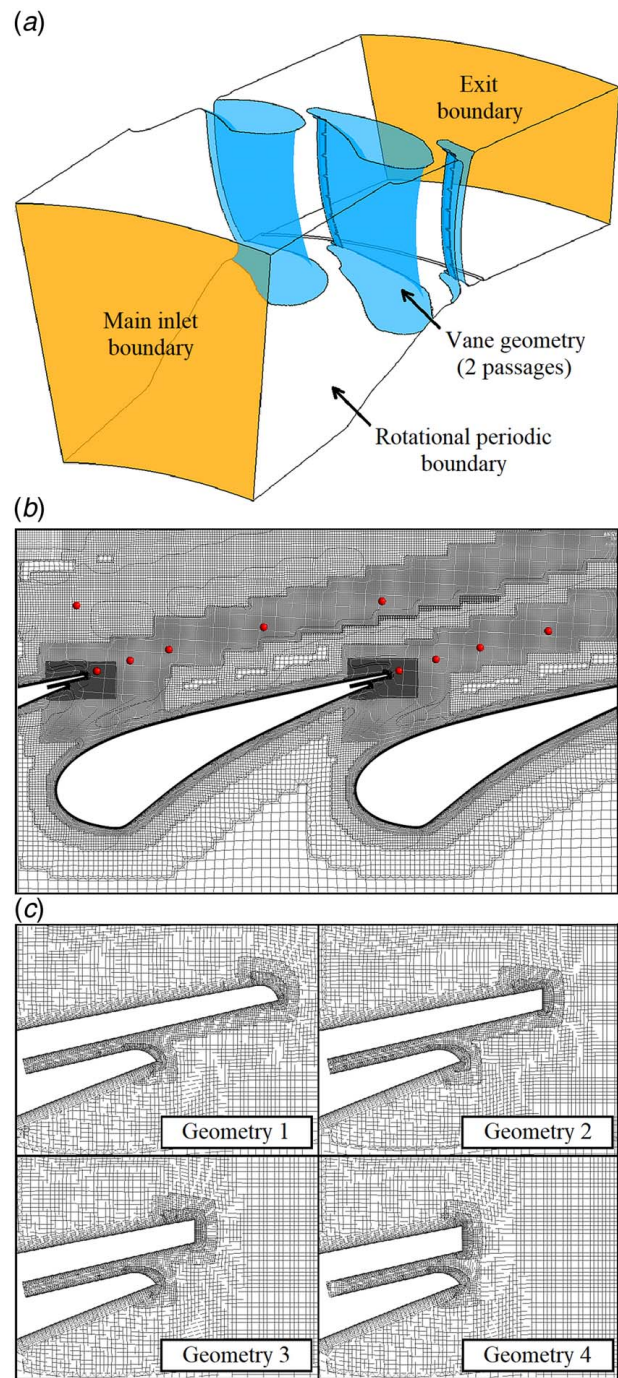 (a)
Exit
boundary
Main inlet
boundary
Vane geometry
(2 passages)
Rotational periodic
boundary
(b)
(c)
Geometry 1
Geometry 2
Geometry 3
Geometry 4